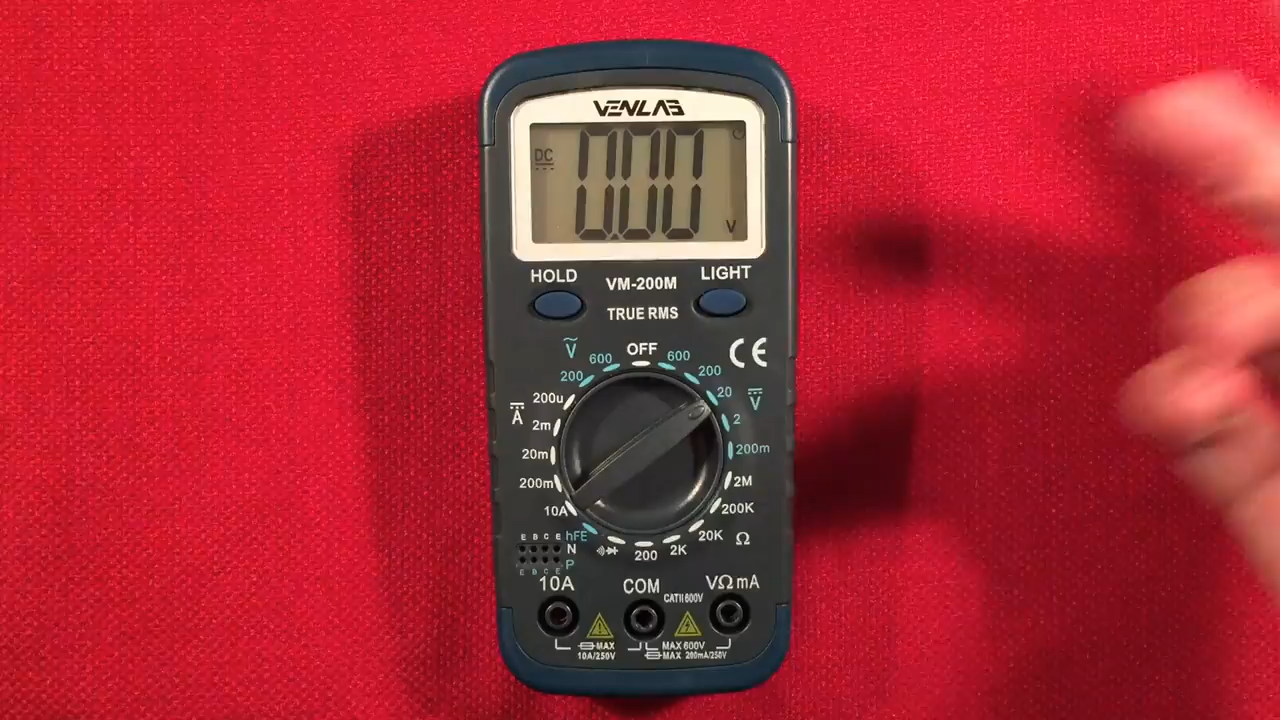 VENLAB
DC
0.00
V
HOLD
VM-200M
LIGHT
TRUE RMS
OFF
CE
V 600 600
200 200
200u 20 V
A 2m 2
20m 200m
200m 2M
10A 200K
hFE 20K Ω
E B C E N 200 2K
E B C E P
10A COM VΩmA
CATII 600V
MAX MAX 600V
10A/250V MAX 200mA/250V